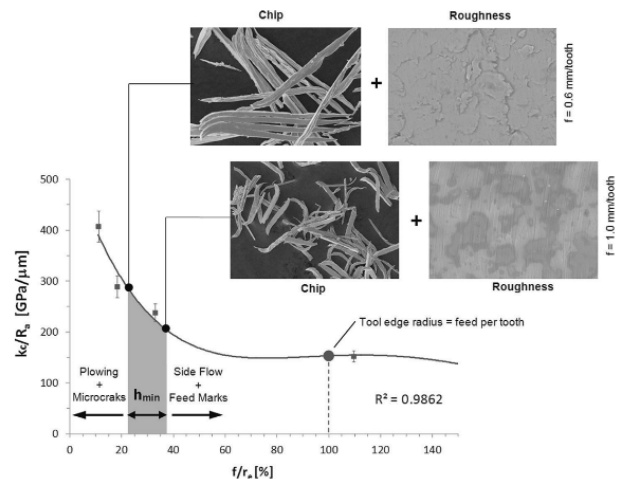 Chip
Roughness
+
f = 0.6 mm/tooth
+
f = 1.0 mm/tooth
Chip
Roughness
500
400
300
200
100
0
kc/Ra [GPa/μm]
Tool edge radius = feed per tooth
Plowing
+
Microcraks
hmin
Side Flow
+
Feed Marks
R² = 0.9862
0
20
40
60
80
100
120
140
f/re [%]